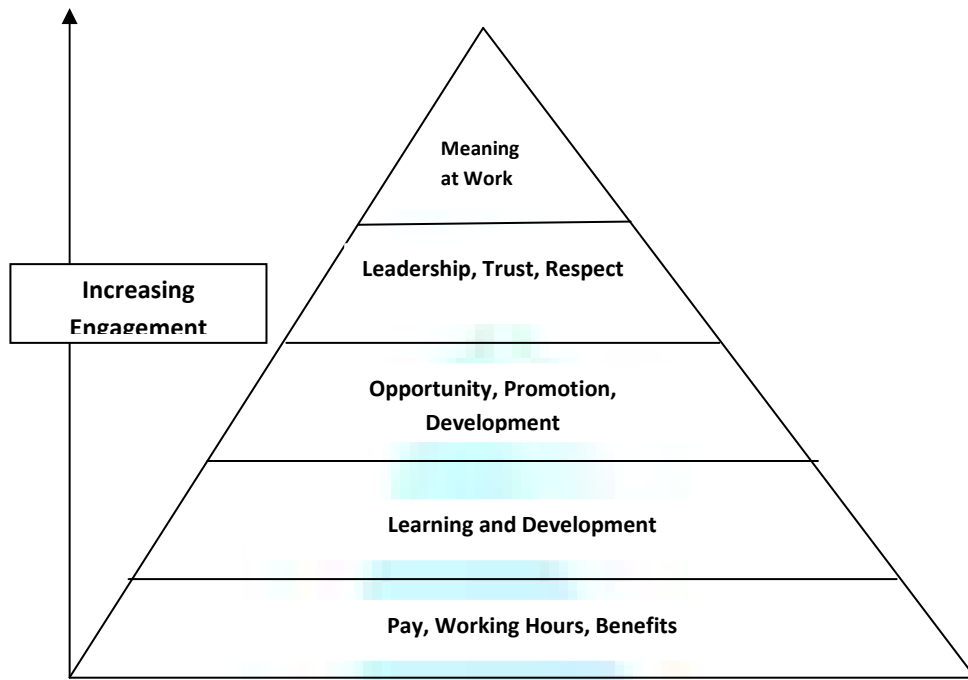 Meaning
at Work
Leadership, Trust, Respect
Increasing
Engagement
Opportunity, Promotion,
Development
Learning and Development
Pay, Working Hours, Benefits